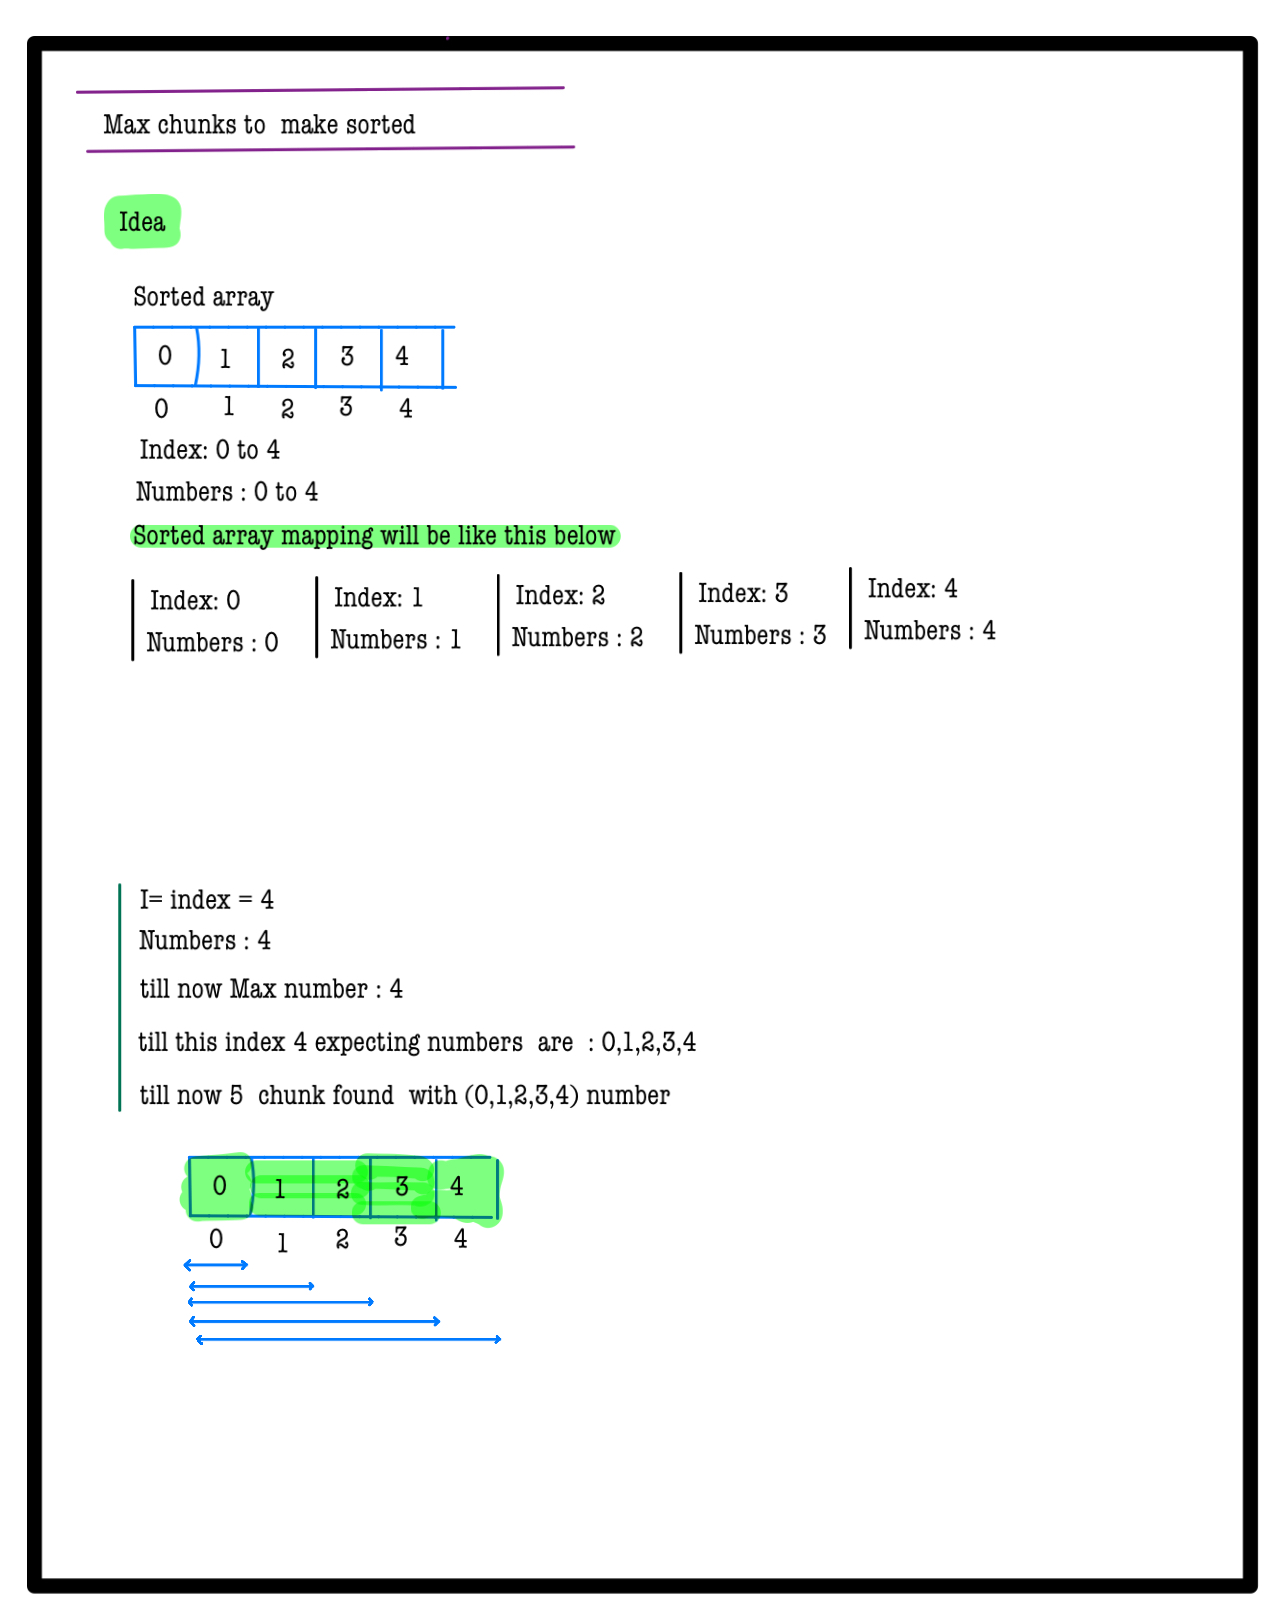 Max chunks to make sorted
Idea
Sorted array
0 1 2 3 4
0 1 2 3 4
Index: 0 to 4
Numbers : 0 to 4
Sorted array mapping will be like this below
Index: 0 Index: 1 Index: 2 Index: 3 Index: 4
Numbers : 0 Numbers : 1 Numbers : 2 Numbers : 3 Numbers : 4
I= index = 4
Numbers : 4
till now Max number : 4
till this index 4 expecting numbers are : 0,1,2,3,4
till now 5 chunk found with (0,1,2,3,4) number
0 1 2 3 4
0 1 2 3 4